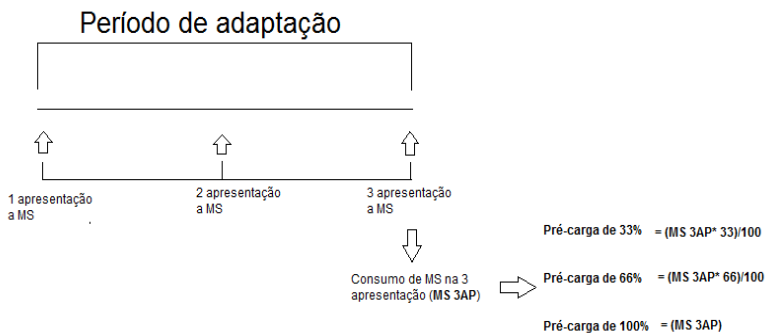 Período de adaptação
1 apresentação
a MS
2 apresentação
a MS
3 apresentação
a MS
.
Consumo de MS na 3
apresentação (MS 3AP)
Pré-carga de 33% = (MS 3AP* 33)/100
Pré-carga de 66% = (MS 3AP* 66)/100
Pré-carga de 100% = (MS 3AP)